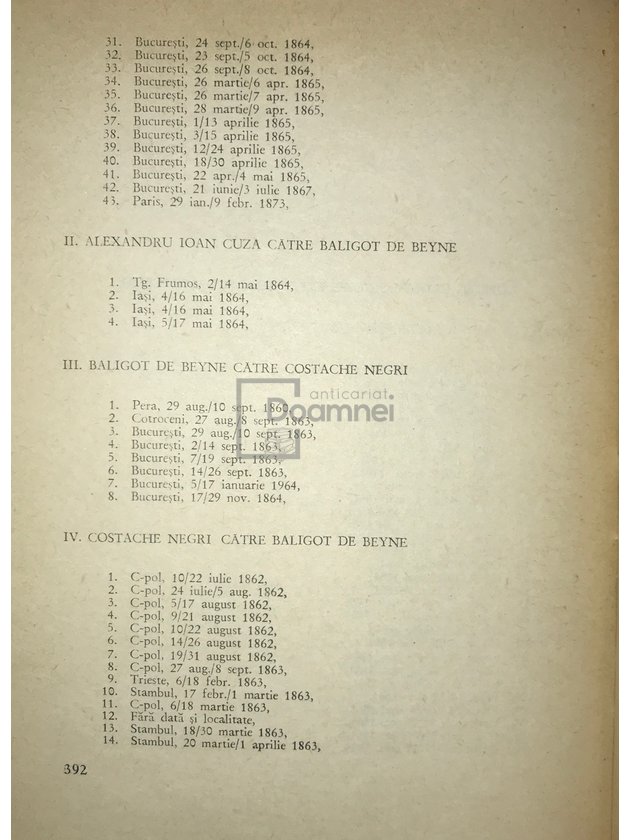 31. București, 24 sept./6 oct. 1864,
32. București, 23 sept./5 oct. 1864,
33. București, 26 sept./8 oct. 1864,
34. București, 26 martie/6 apr. 1865,
35. București, 26 martie/7 apr. 1865,
36. București, 28 martie/9 apr. 1865,
37. București, 1/13 aprilie 1865,
38. București, 3/15 aprilie 1865,
39. București, 12/24 aprilie 1865,
40. București, 18/30 aprilie 1865,
41. București, 22 apr./4 mai 1865,
42. București, 21 iunie/3 iulie 1867,
43. Paris, 29 ian./9 febr. 1873,
II. ALEXANDRU IOAN CUZA CĂTRE BALIGOT DE BEYNE
1. Tg. Frumos, 2/14 mai 1864,
2. Iași, 4/16 mai 1864,
3. Iași, 4/16 mai 1864,
4. Iași, 5/17 mai 1864,
III. BALIGOT DE BEYNE CĂTRE COSTACHE NEGRI
anticariat
Doamnei
1. Pera, 29 aug./10 sept. 1860,
2. Cotroceni, 27 aug./8 sept. 1863,
3. București, 29 aug./10 sept. 1863,
4. București, 2/14 sept. 1863,
5. București, 7/19 sept. 1863,
6. București, 14/26 sept. 1863,
7. București, 5/17 ianuarie 1964,
8. București, 17/29 nov. 1864,
IV. COSTACHE NEGRI CĂTRE BALIGOT DE BEYNE
1. C-pol, 10/22 iulie 1862,
2. C-pol, 24 iulie/5 aug. 1862,
3. C-pol, 5/17 august 1862,
4. C-pol, 9/21 august 1862,
5. C-pol, 10/22 august 1862,
6. C-pol, 14/26 august 1862,
7. C-pol, 19/31 august 1862,
8. C-pol, 27 aug./8 sept. 1863,
9. Trieste, 6/18 febr. 1863,
10. Stambul, 17 febr./1 martie 1863,
11. C-pol, 6/18 martie 1863,
12. Fără dată și localitate,
13. Stambul, 18/30 martie 1863,
14. Stambul, 20 martie/1 aprilie 1863,
392